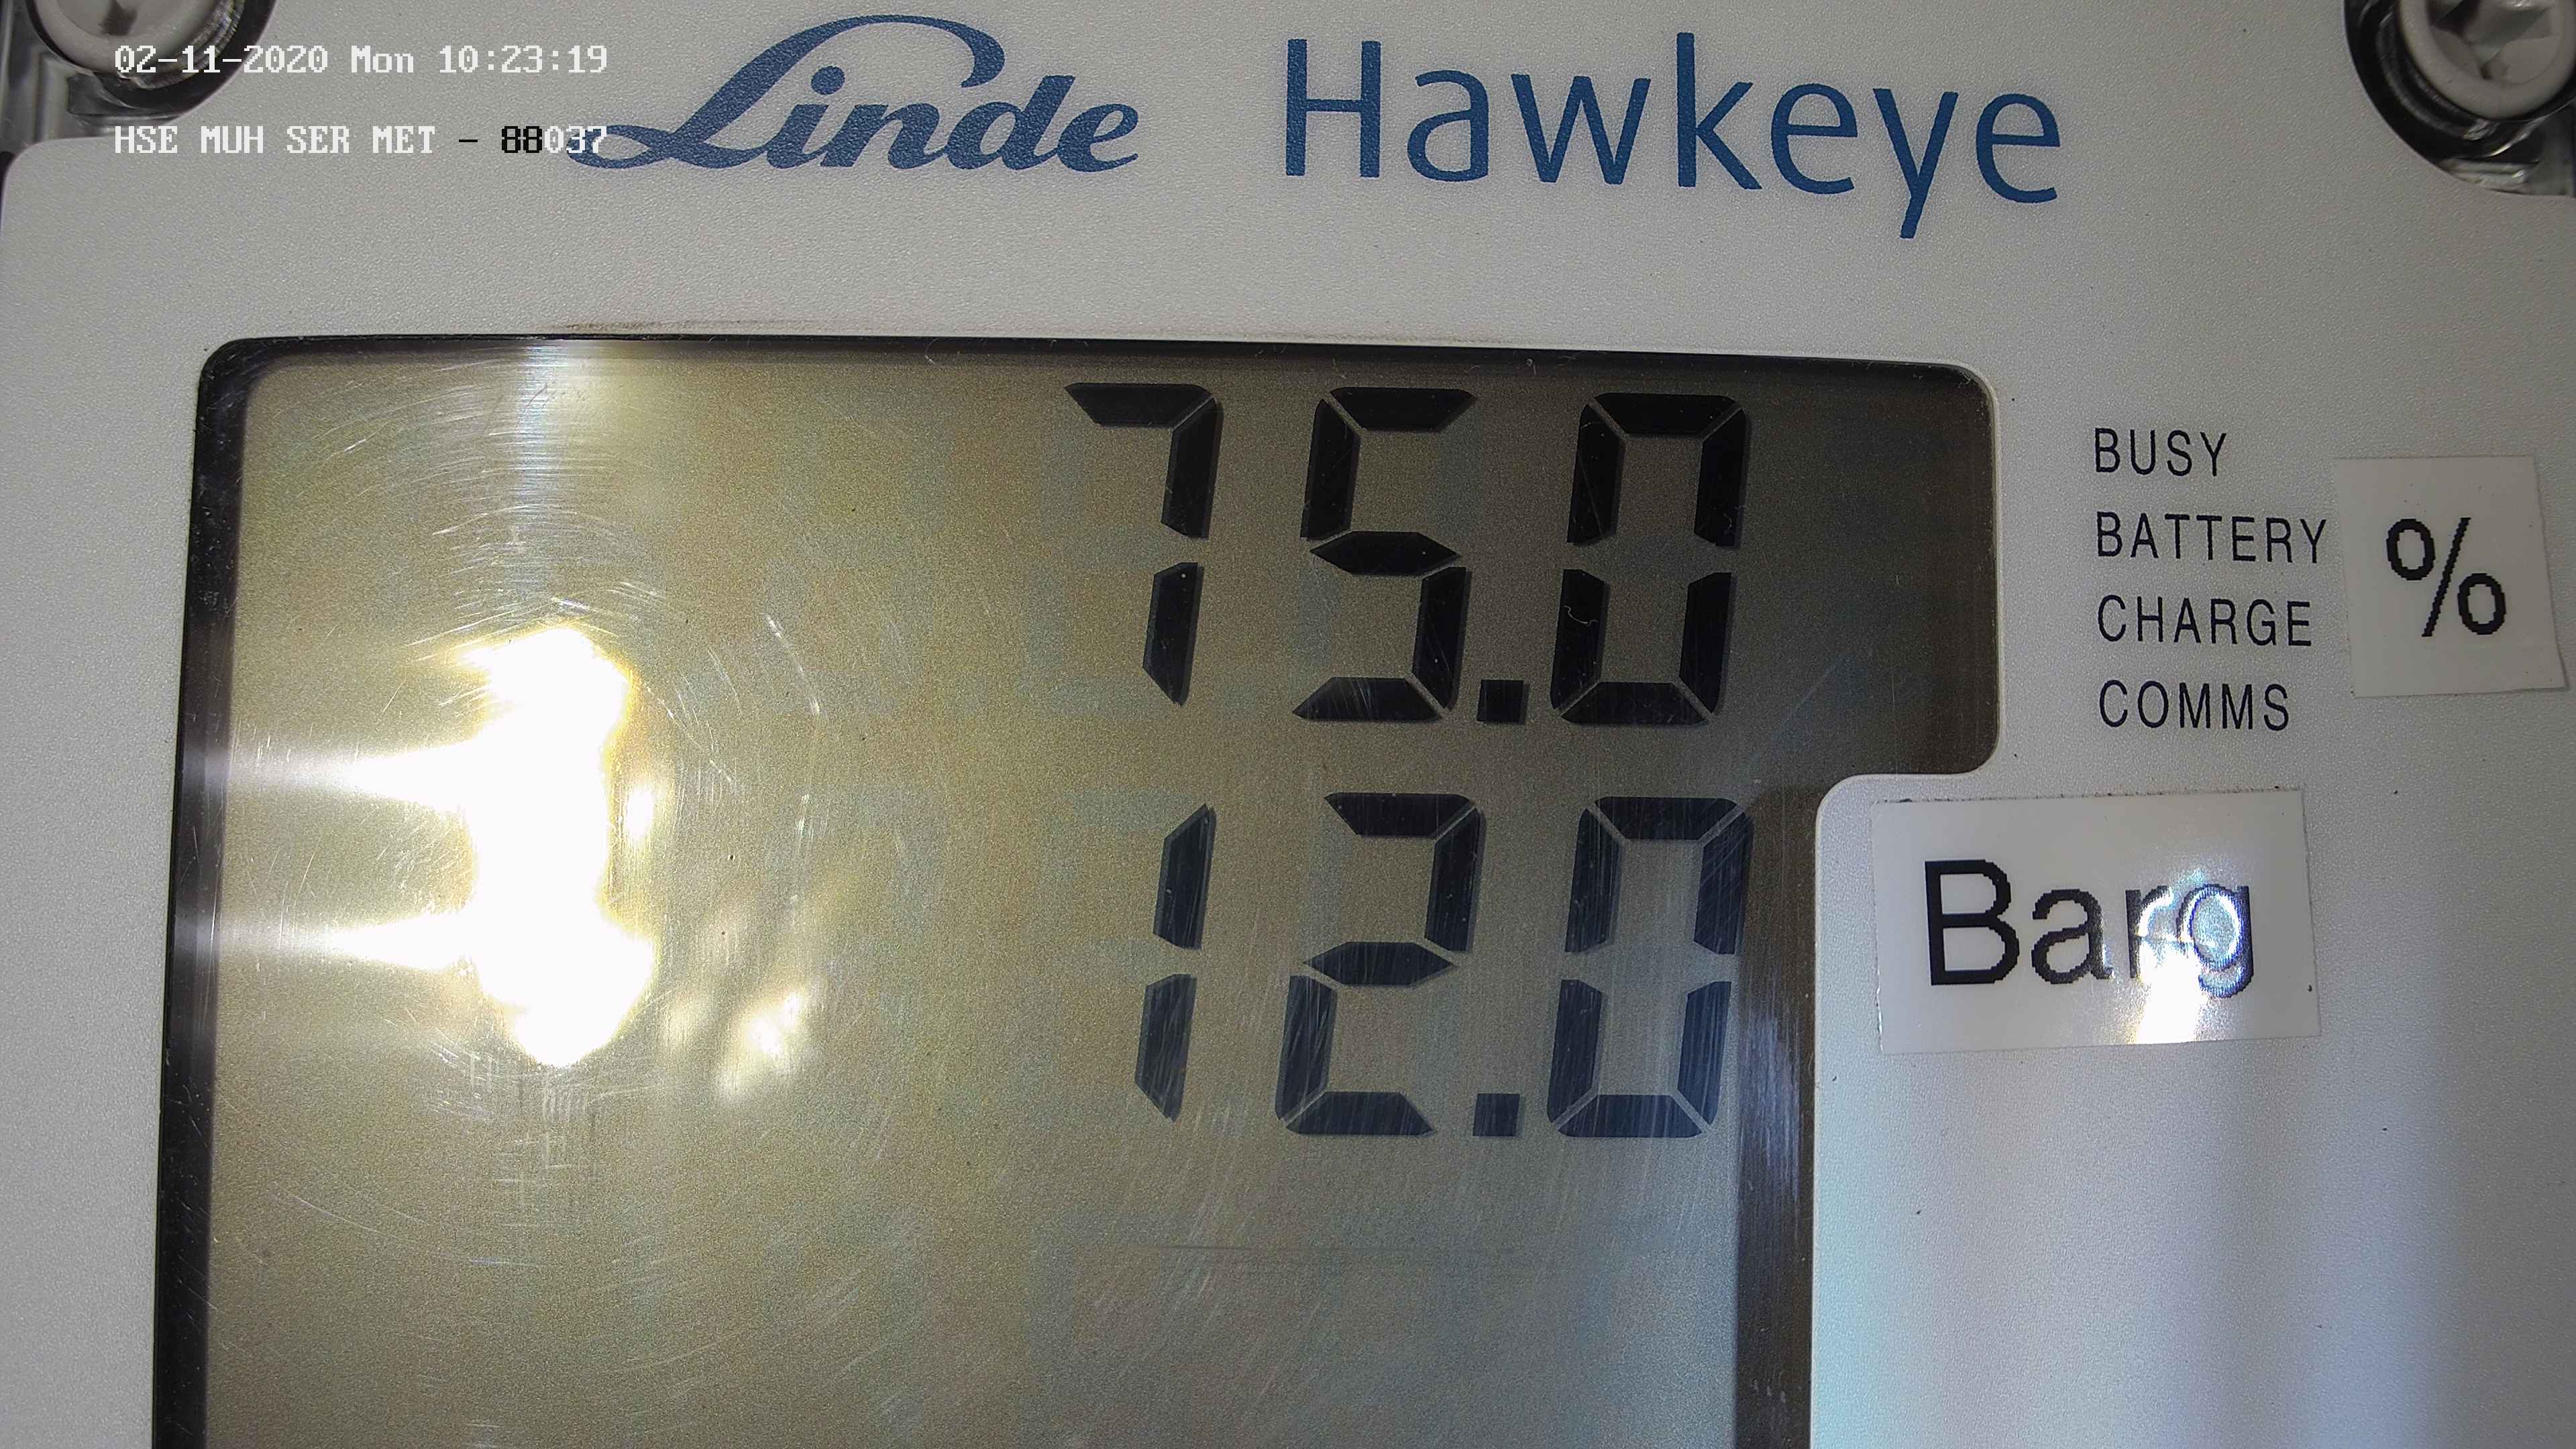 02-11-2020 Mon 10:23:19
HSE MUH SER MET - 88037
Linde Hawkeye
75.0
BUSY
BATTERY
CHARGE
COMMS
%
12.0
Barg